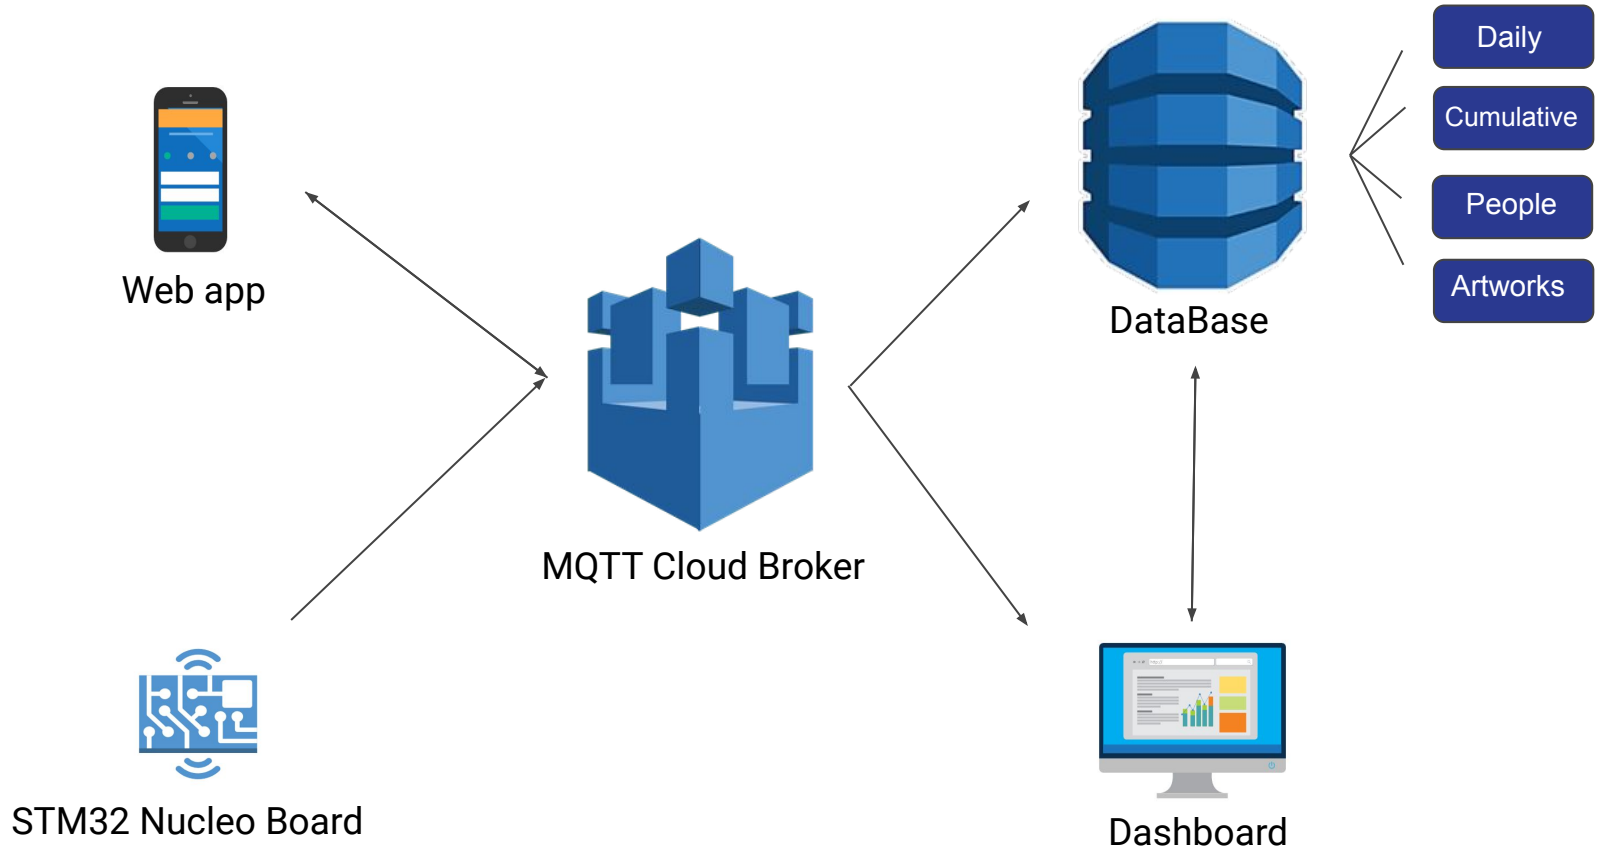 Daily
Cumulative
People
Artworks
Web app
DataBase
MQTT Cloud Broker
STM32 Nucleo Board
Dashboard